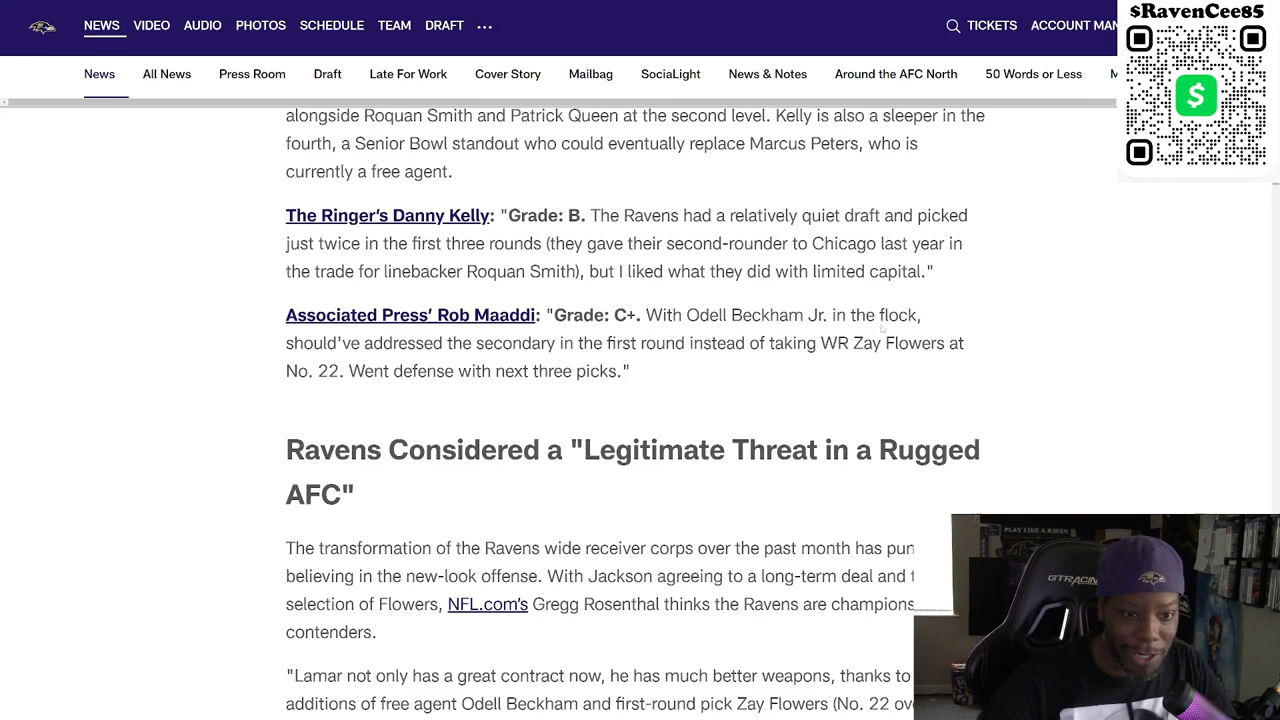 $RavenCee85
NEWS VIDEO AUDIO PHOTOS SCHEDULE TEAM DRAFT ... TICKETS ACCOUNT MAN
News All News Press Room Draft Late For Work Cover Story Mailbag SociaLight News & Notes Around the AFC North 50 Words or Less M
$
alongside Roquan Smith and Patrick Queen at the second level. Kelly is also a sleeper in the
fourth, a Senior Bowl standout who could eventually replace Marcus Peters, who is
currently a free agent.
The Ringer's Danny Kelly: "Grade: B. The Ravens had a relatively quiet draft and picked
just twice in the first three rounds (they gave their second-rounder to Chicago last year in
the trade for linebacker Roquan Smith), but I liked what they did with limited capital."
Associated Press' Rob Maaddi: "Grade: C+. With Odell Beckham Jr. in the flock,
should've addressed the secondary in the first round instead of taking WR Zay Flowers at
No. 22. Went defense with next three picks."
Ravens Considered a "Legitimate Threat in a Rugged
AFC"
The transformation of the Ravens wide receiver corps over the past month has pun
believing in the new-look offense. With Jackson agreeing to a long-term deal and t
selection of Flowers, NFL.com's Gregg Rosenthal thinks the Ravens are champions
contenders.
"Lamar not only has a great contract now, he has much better weapons, thanks to
additions of free agent Odell Beckham and first-round pick Zay Flowers (No. 22 ov
PLAY LIKE A RAVEN
GTRACING